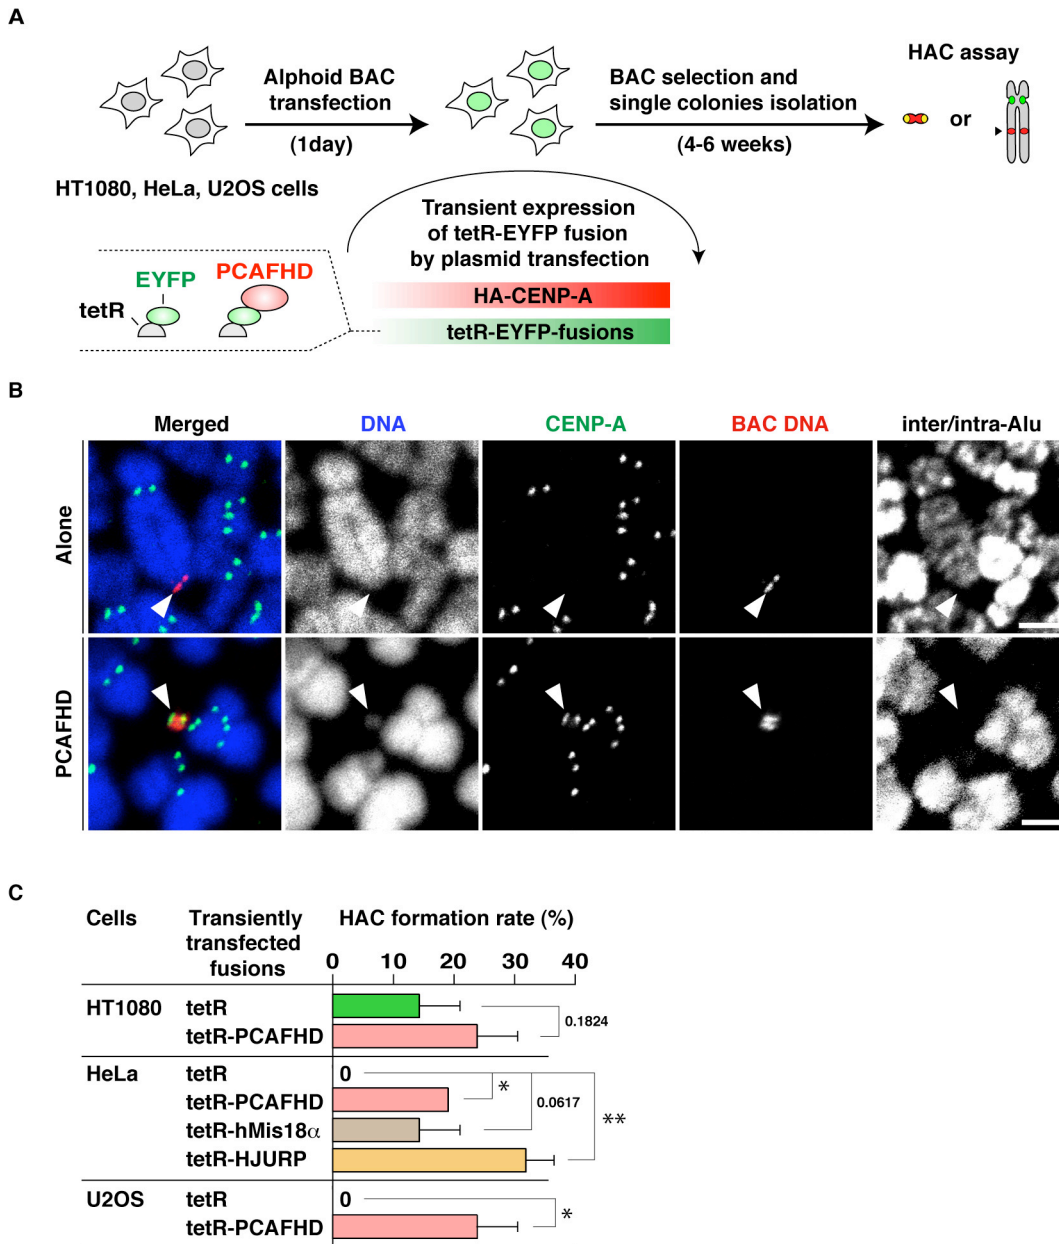 A
HAC assay
Alphoid BAC
transfection
(1day)
BAC selection and
single colonies isolation
(4-6 weeks)
or
HT1080, HeLa, U2OS cells
Transient expression
of tetR-EYFP fusion
by plasmid transfection
EYFP
PCAFHD
tetR
HA-CENP-A
tetR-EYFP-fusions
B
Merged DNA CENP-A BAC DNA inter/intra-Alu
Alone
PCAFHD
C
Cells Transiently transfected fusions HAC formation rate (%)
0 10 20 30 40
HT1080 tetR
0.1824
tetR-PCAFHD
HeLa tetR 0
*
tetR-PCAFHD 0.0617
**
tetR-hMis18α
tetR-HJURP
U2OS tetR 0
*
tetR-PCAFHD